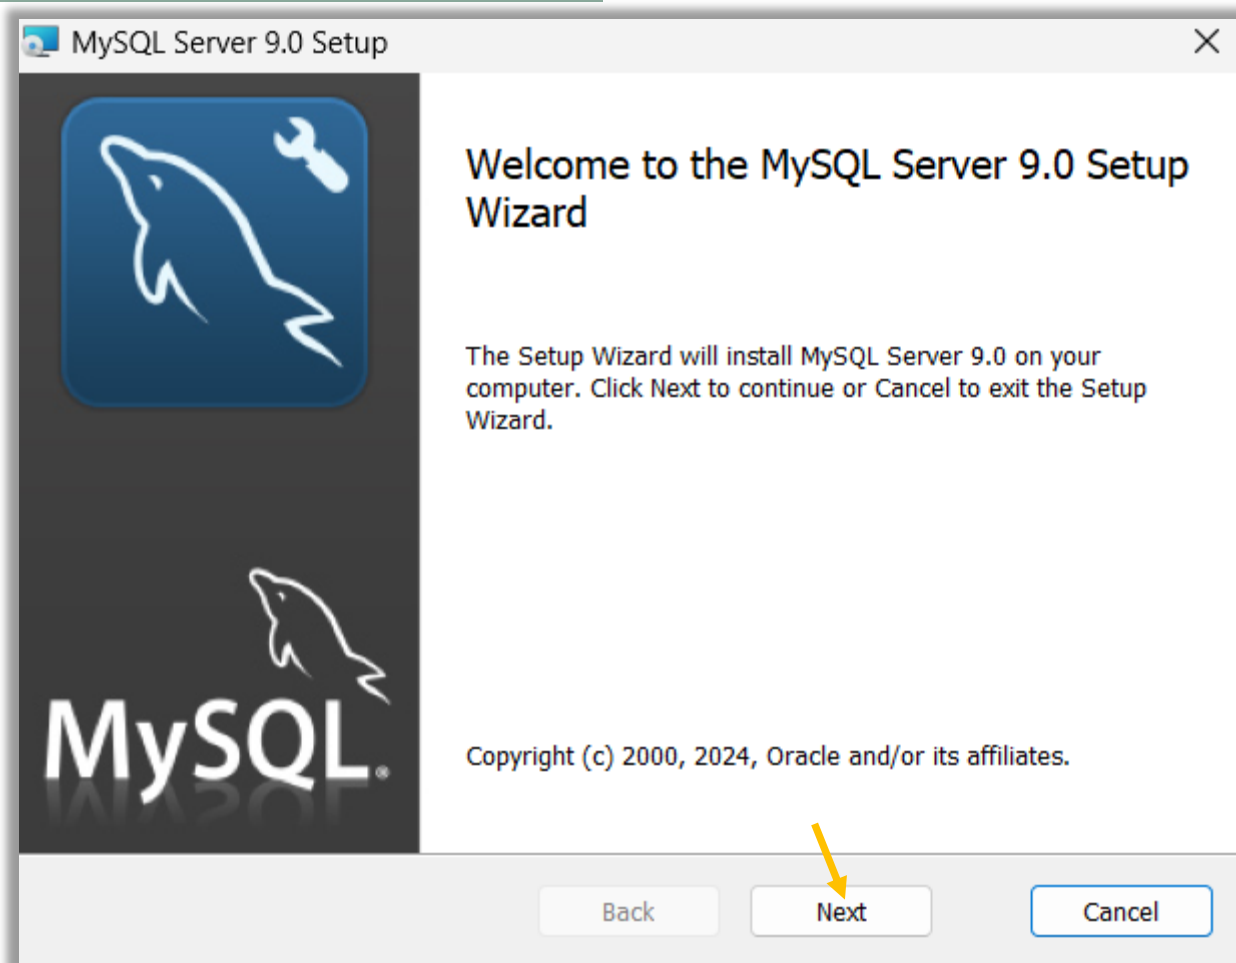 MySQL Server 9.0 Setup
Welcome to the MySQL Server 9.0 Setup
Wizard
The Setup Wizard will install MySQL Server 9.0 on your
computer. Click Next to continue or Cancel to exit the Setup
Wizard.
MySQL®
Copyright (c) 2000, 2024, Oracle and/or its affiliates.
Back
Next
Cancel